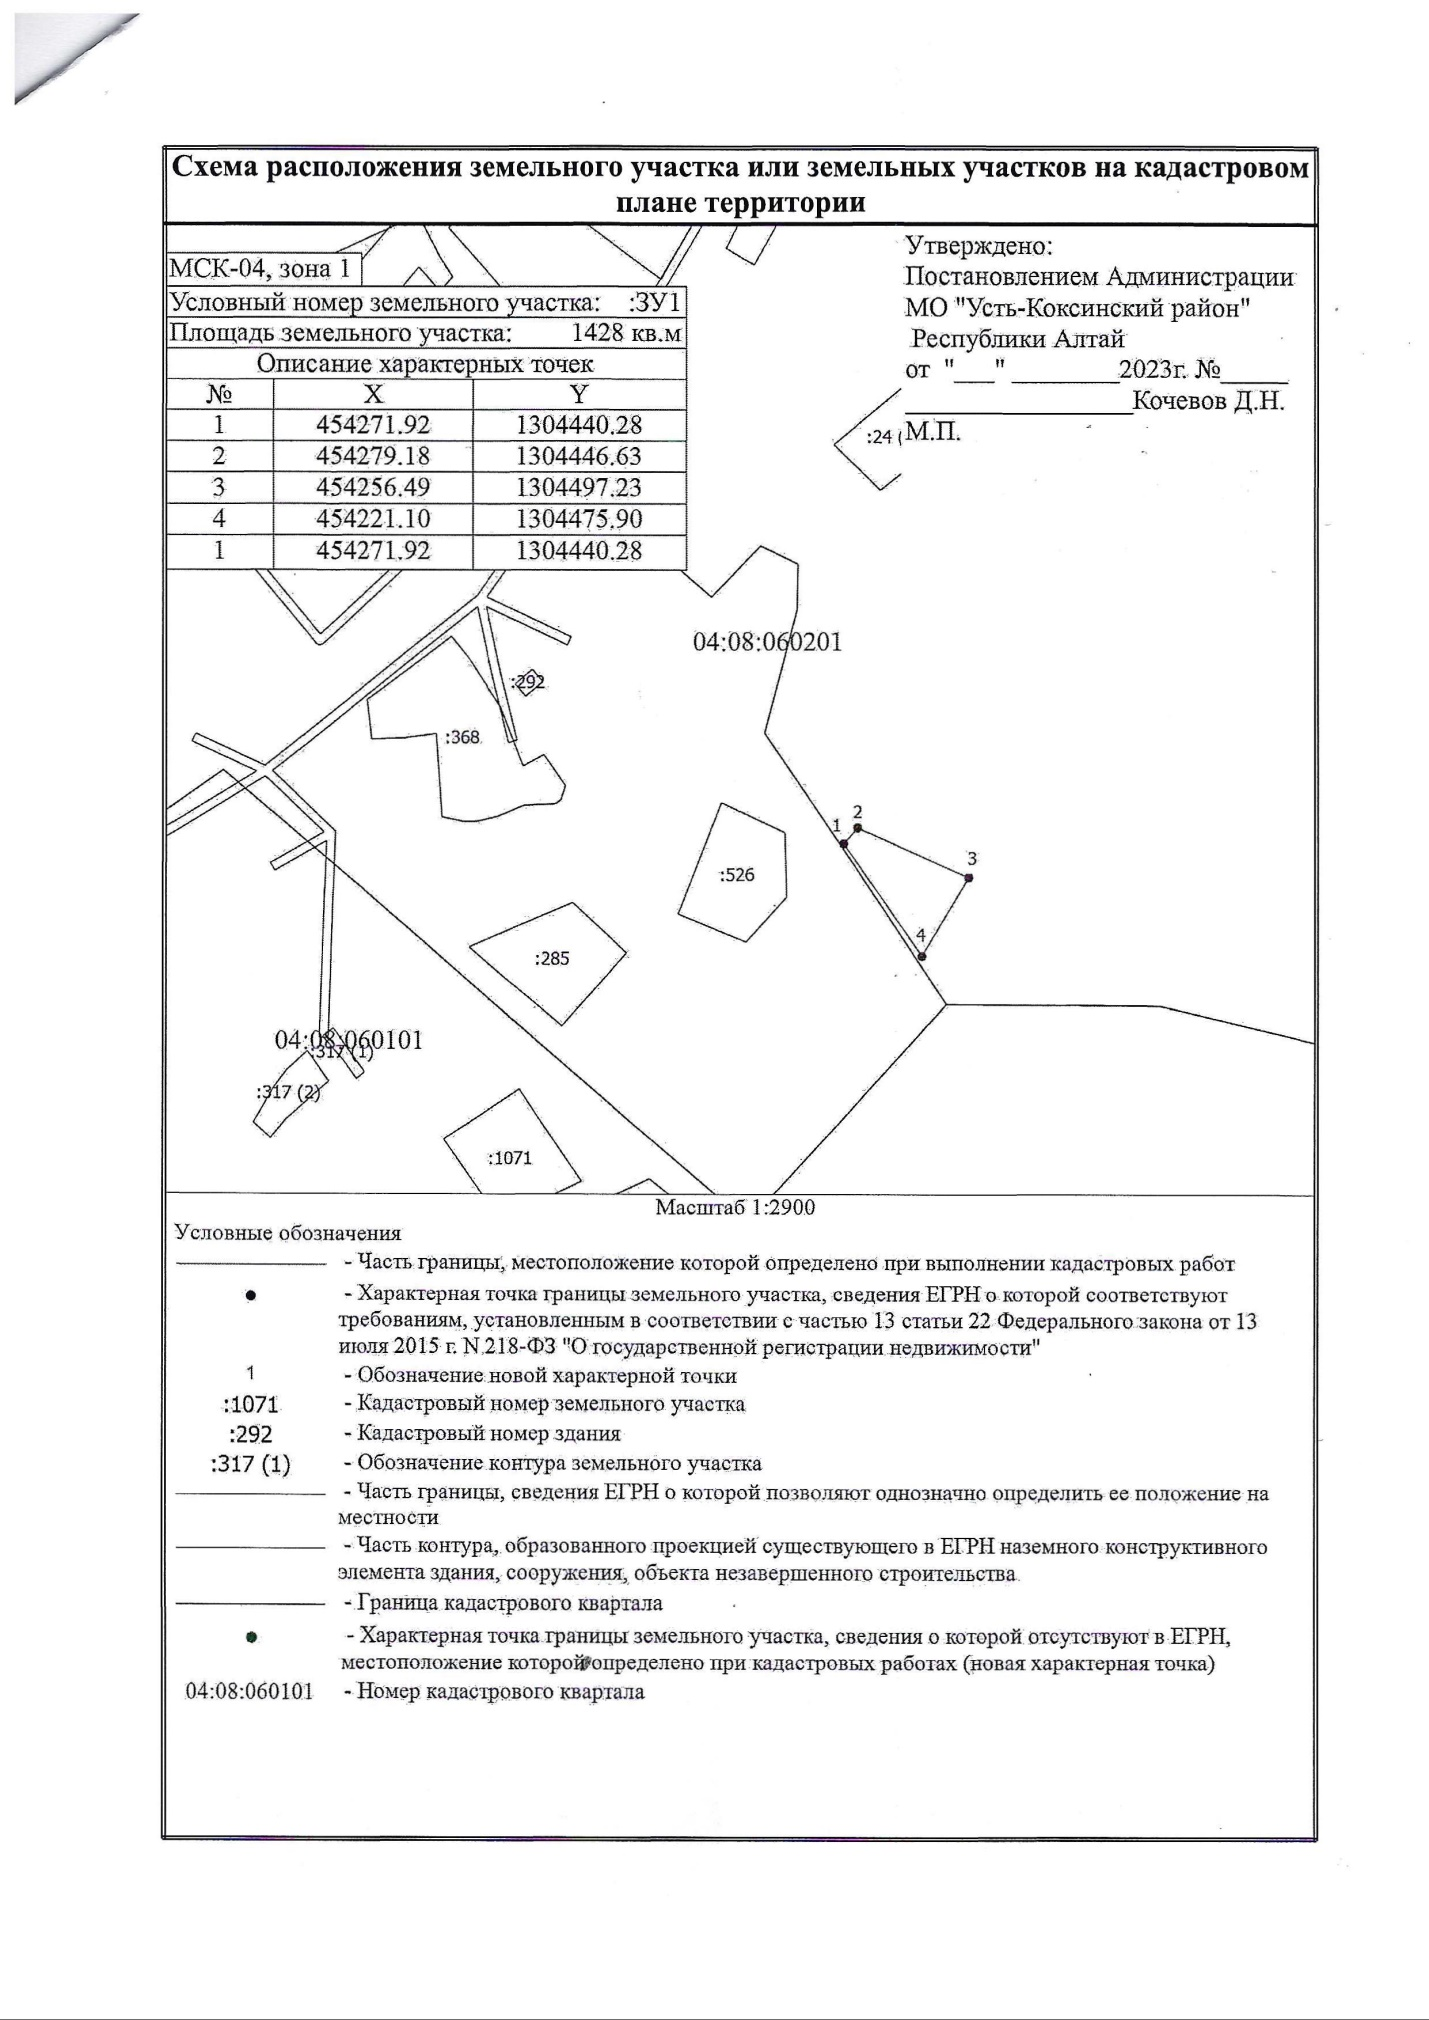 Схема расположения земельного участка или земельных участков на кадастровом
плане территории
МСК-04, зона 1
Условный номер земельного участка: :ЗУ1
Площадь земельного участка: 1428 кв.м
Описание характерных точек
№ X Y
1 454271.92 1304440.28
2 454279.18 1304446.63
3 454256.49 1304497.23
4 454221.10 1304475.90
1 454271.92 1304440.28
Утверждено:
Постановлением Администрации
МО "Усть-Коксинский район"
Республики Алтай
от "___" ________2023г. №_____
_________________Кочевов Д.Н.
М.П.
:24 (
04:08:060201
:292
:368
2
1
3
:526
4
:285
04:08:060101
:317 (1)
:317 (2)
:1071
Масштаб 1:2900
Условные обозначения
- Часть границы, местоположение которой определено при выполнении кадастровых работ
- Характерная точка границы земельного участка, сведения ЕГРН о которой соответствуют
требованиям, установленным в соответствии с частью 13 статьи 22 Федерального закона от 13
июля 2015 г. N 218-ФЗ "О государственной регистрации недвижимости"
1 - Обозначение новой характерной точки
:1071 - Кадастровый номер земельного участка
:292 - Кадастровый номер здания
:317 (1) - Обозначение контура земельного участка
- Часть границы, сведения ЕГРН о которой позволяют однозначно определить ее положение на
местности
- Часть контура, образованного проекцией существующего в ЕГРН наземного конструктивного
элемента здания, сооружения, объекта незавершенного строительства
- Граница кадастрового квартала
- Характерная точка границы земельного участка, сведения о которой отсутствуют в ЕГРН,
местоположение которой определено при кадастровых работах (новая характерная точка)
04:08:060101 - Номер кадастрового квартала